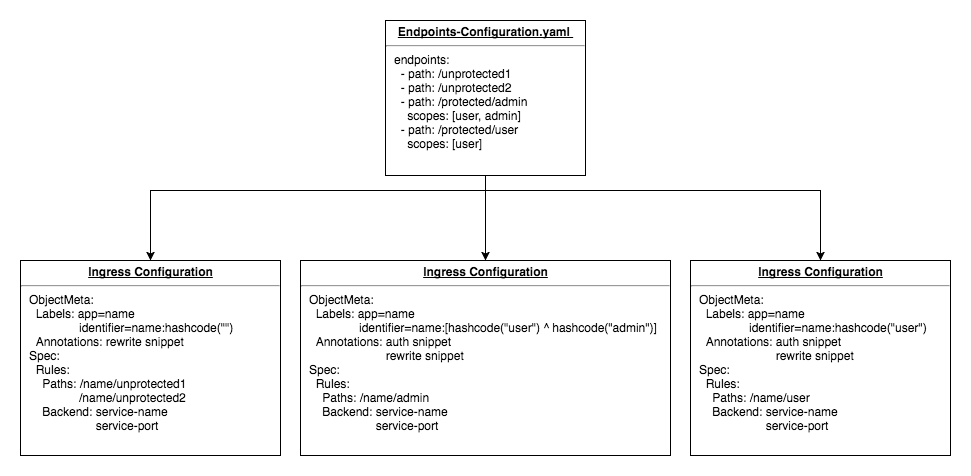 Endpoints-Configuration.yaml
endpoints:
- path: /unprotected1
- path: /unprotected2
- path: /protected/admin
scopes: [user, admin]
- path: /protected/user
scopes: [user]
Ingress Configuration
ObjectMeta:
Labels: app=name
identifier=name:hashcode("")
Annotations: rewrite snippet
Spec:
Rules:
Paths: /name/unprotected1
/name/unprotected2
Backend: service-name
service-port
Ingress Configuration
ObjectMeta:
Labels: app=name
identifier=name:[hashcode("user") ^ hashcode("admin")]
Annotations: auth snippet
rewrite snippet
Spec:
Rules:
Paths: /name/admin
Backend: service-name
service-port
Ingress Configuration
ObjectMeta:
Labels: app=name
identifier=name:hashcode("user")
Annotations: auth snippet
rewrite snippet
Spec:
Rules:
Paths: /name/user
Backend: service-name
service-port